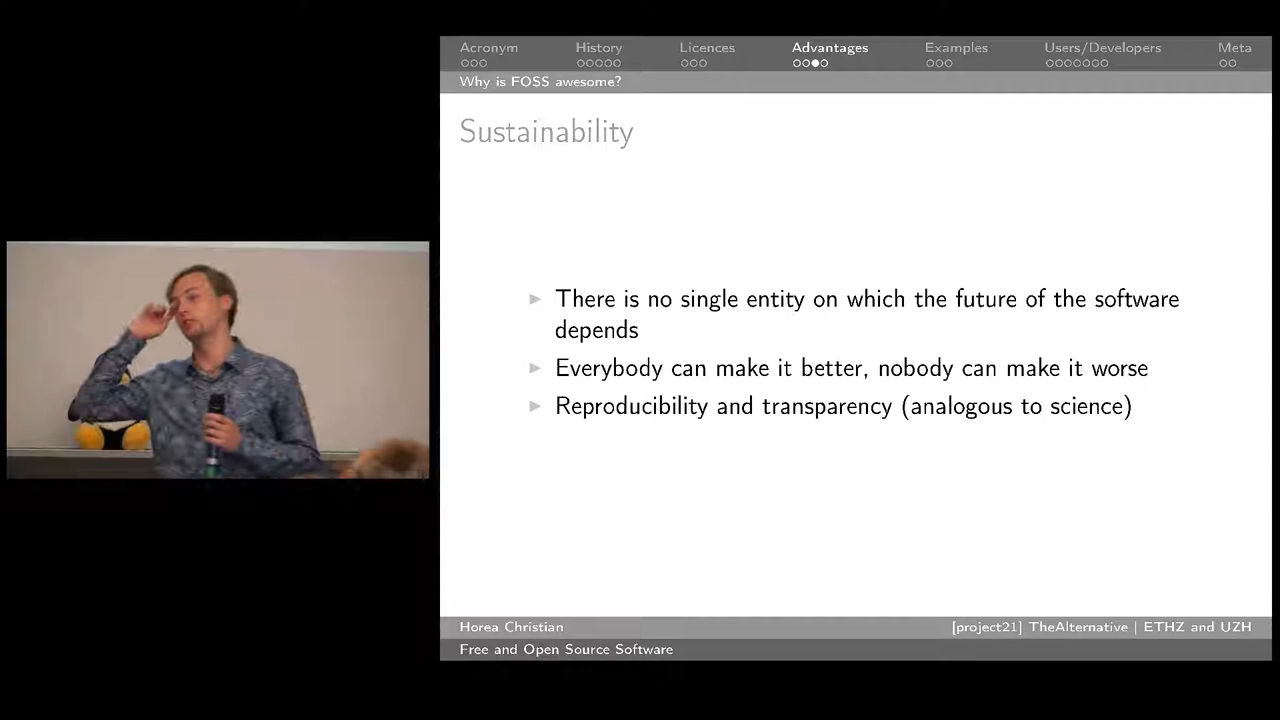 Acronym History Licences Advantages Examples Users/Developers Meta
Why is FOSS awesome?
Sustainability
There is no single entity on which the future of the software
depends
Everybody can make it better, nobody can make it worse
Reproducibility and transparency (analogous to science)
Horea Christian [project21] TheAlternative | ETHZ and UZH
Free and Open Source Software